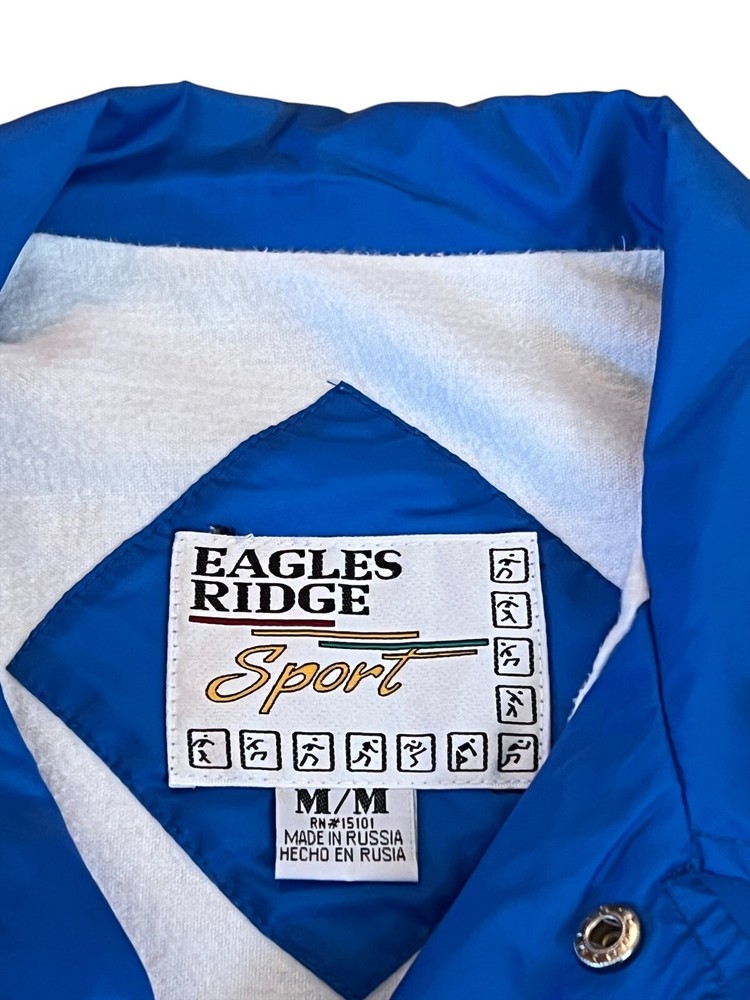 EAGLES
RIDGE
Sport
M/M
RN#15101
MADE IN RUSSIA
HECHO EN RUSIA